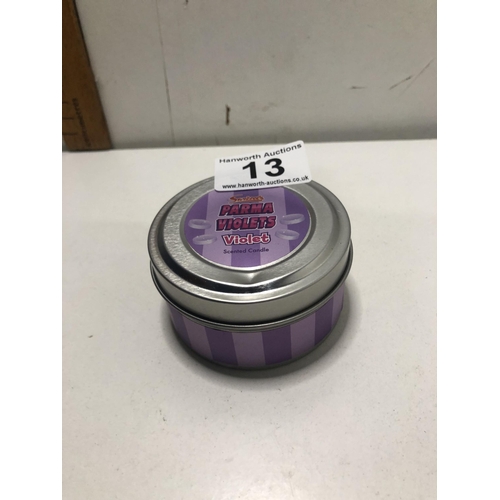 Hanworth Auctions
13
www.hanworth-auctions.co.uk
PARMA
VIOLETS
Violet
Scented Candle